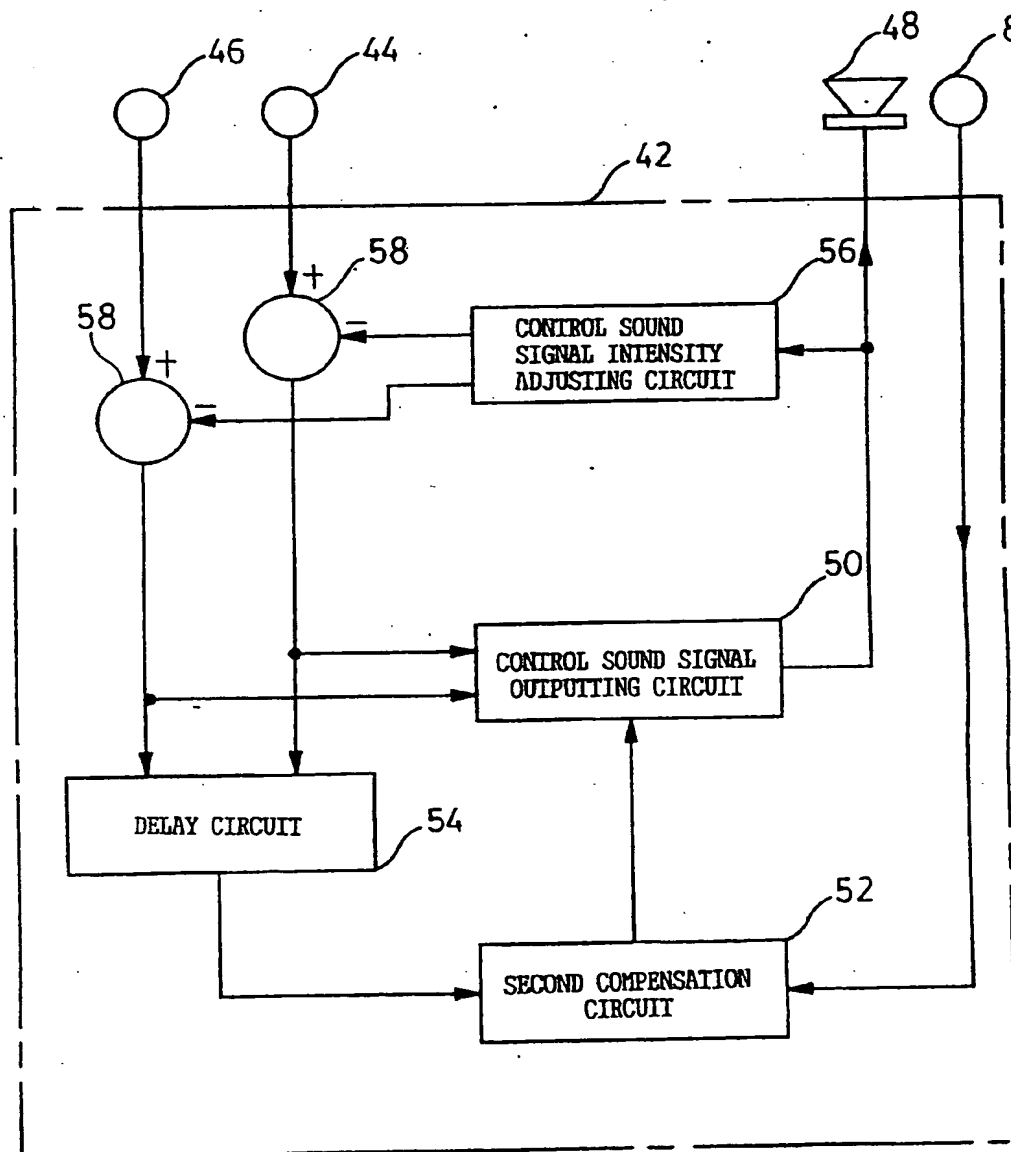 46
44
48
8
42
58
+
56
58
+
−
CONTROL SOUND
SIGNAL INTENSITY
ADJUSTING CIRCUIT
−
50
CONTROL SOUND SIGNAL
OUTPUTTING CIRCUIT
DELAY CIRCUIT
54
52
SECOND COMPENSATION
CIRCUIT